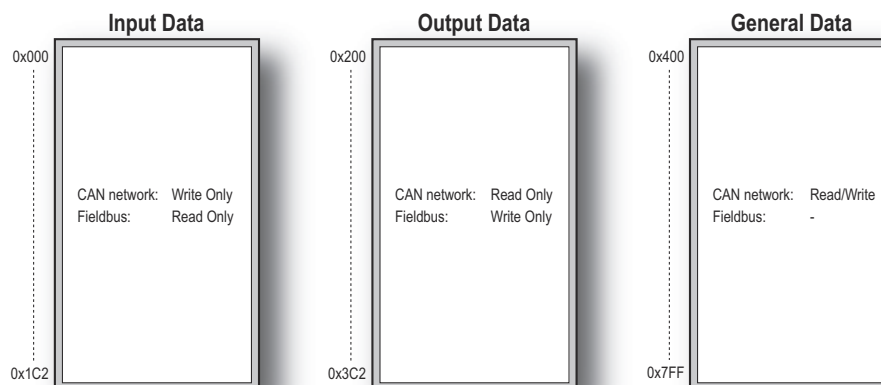 Input Data
0x000
CAN network: Write Only
Fieldbus: Read Only
0x1C2
Output Data
0x200
CAN network: Read Only
Fieldbus: Write Only
0x3C2
General Data
0x400
CAN network: Read/Write
Fieldbus: -
0x7FF